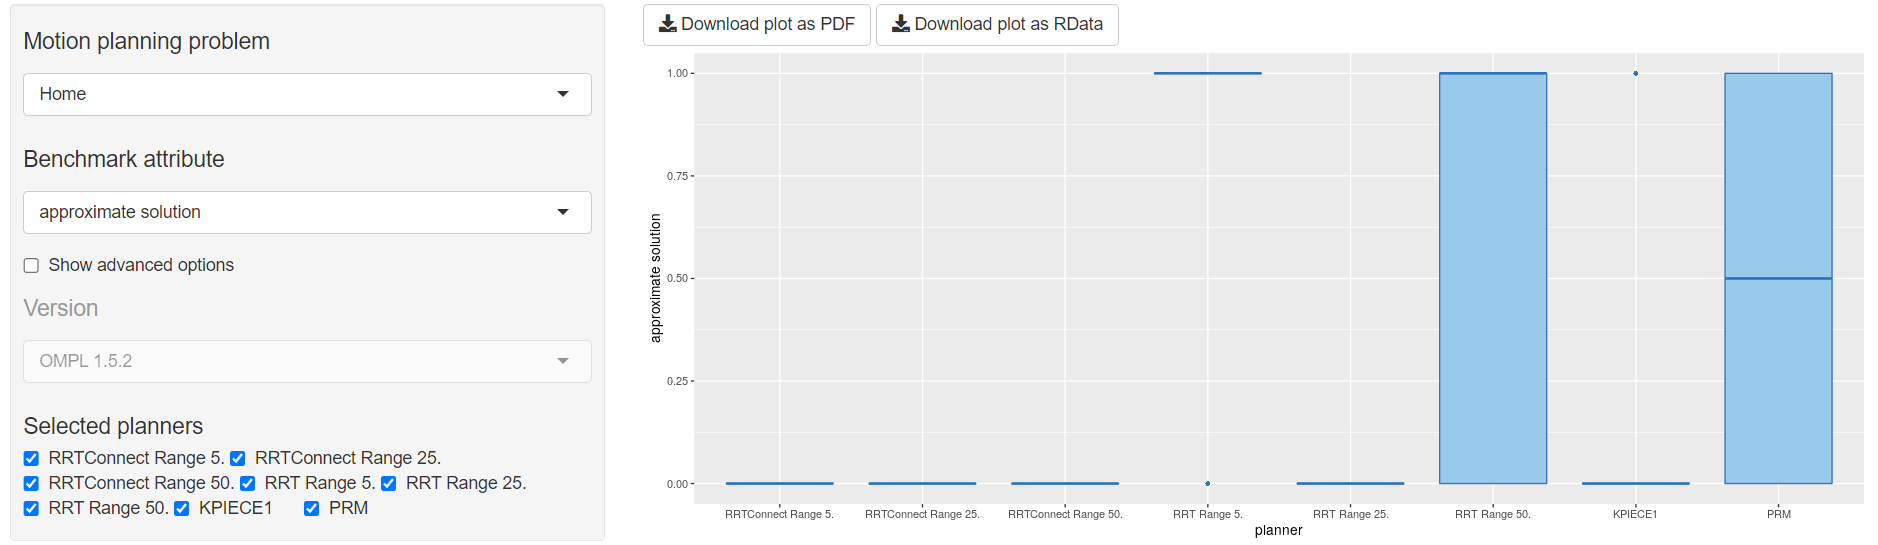 Motion planning problem
Home
Benchmark attribute
approximate solution
Show advanced options
Version
OMPL 1.5.2
Selected planners
RRTConnect Range 5. RRTConnect Range 25.
RRTConnect Range 50. RRT Range 5. RRT Range 25.
RRT Range 50. KPIECE1 PRM
Download plot as PDF Download plot as RData
1.00
0.75
0.50
0.25
0.00
approximate solution
RRTConnect Range 5. RRTConnect Range 25. RRTConnect Range 50. RRT Range 5. RRT Range 25. RRT Range 50. KPIECE1 PRM
planner